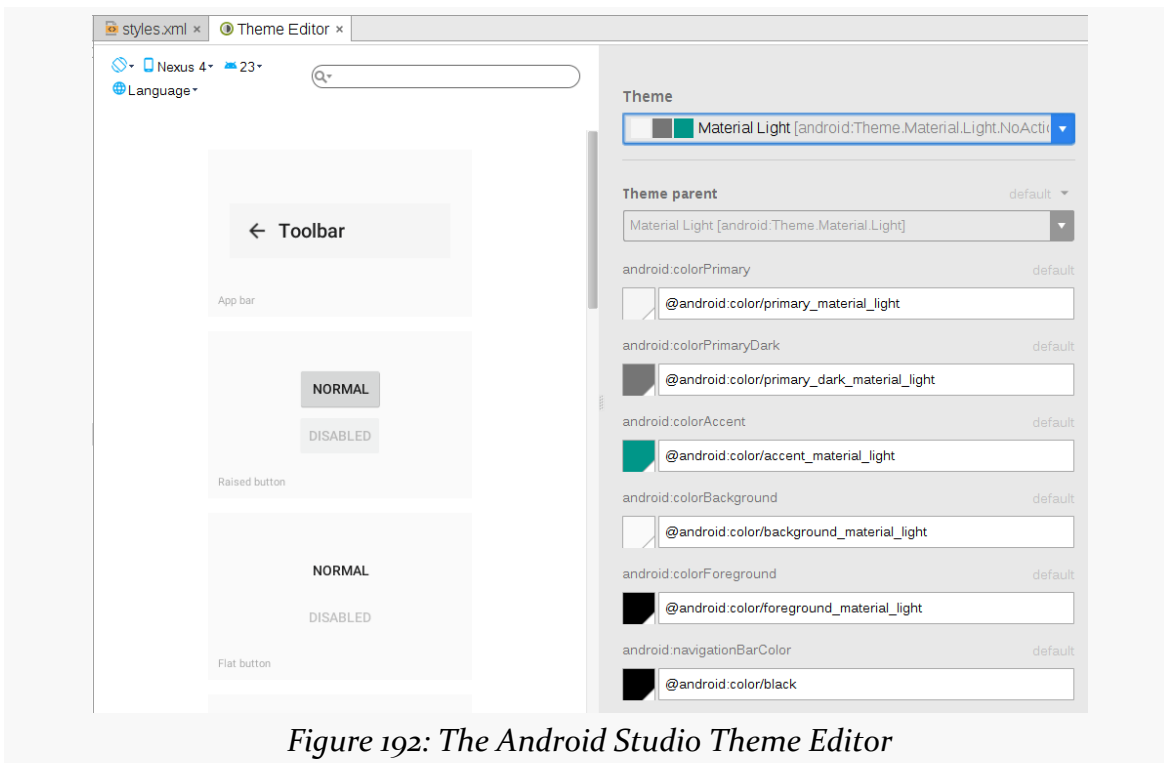 styles.xml × Theme Editor ×
Nexus 4 23
Language
Toolbar
App bar
NORMAL
DISABLED
Raised button
NORMAL
DISABLED
Flat button
Theme
Material Light [android:Theme.Material.Light.NoActi
Theme parent default
Material Light [android:Theme.Material.Light]
android:colorPrimary default
@android:color/primary_material_light
android:colorPrimaryDark default
@android:color/primary_dark_material_light
android:colorAccent default
@android:color/accent_material_light
android:colorBackground default
@android:color/background_material_light
android:colorForeground default
@android:color/foreground_material_light
android:navigationBarColor default
@android:color/black
Figure 192: The Android Studio Theme Editor